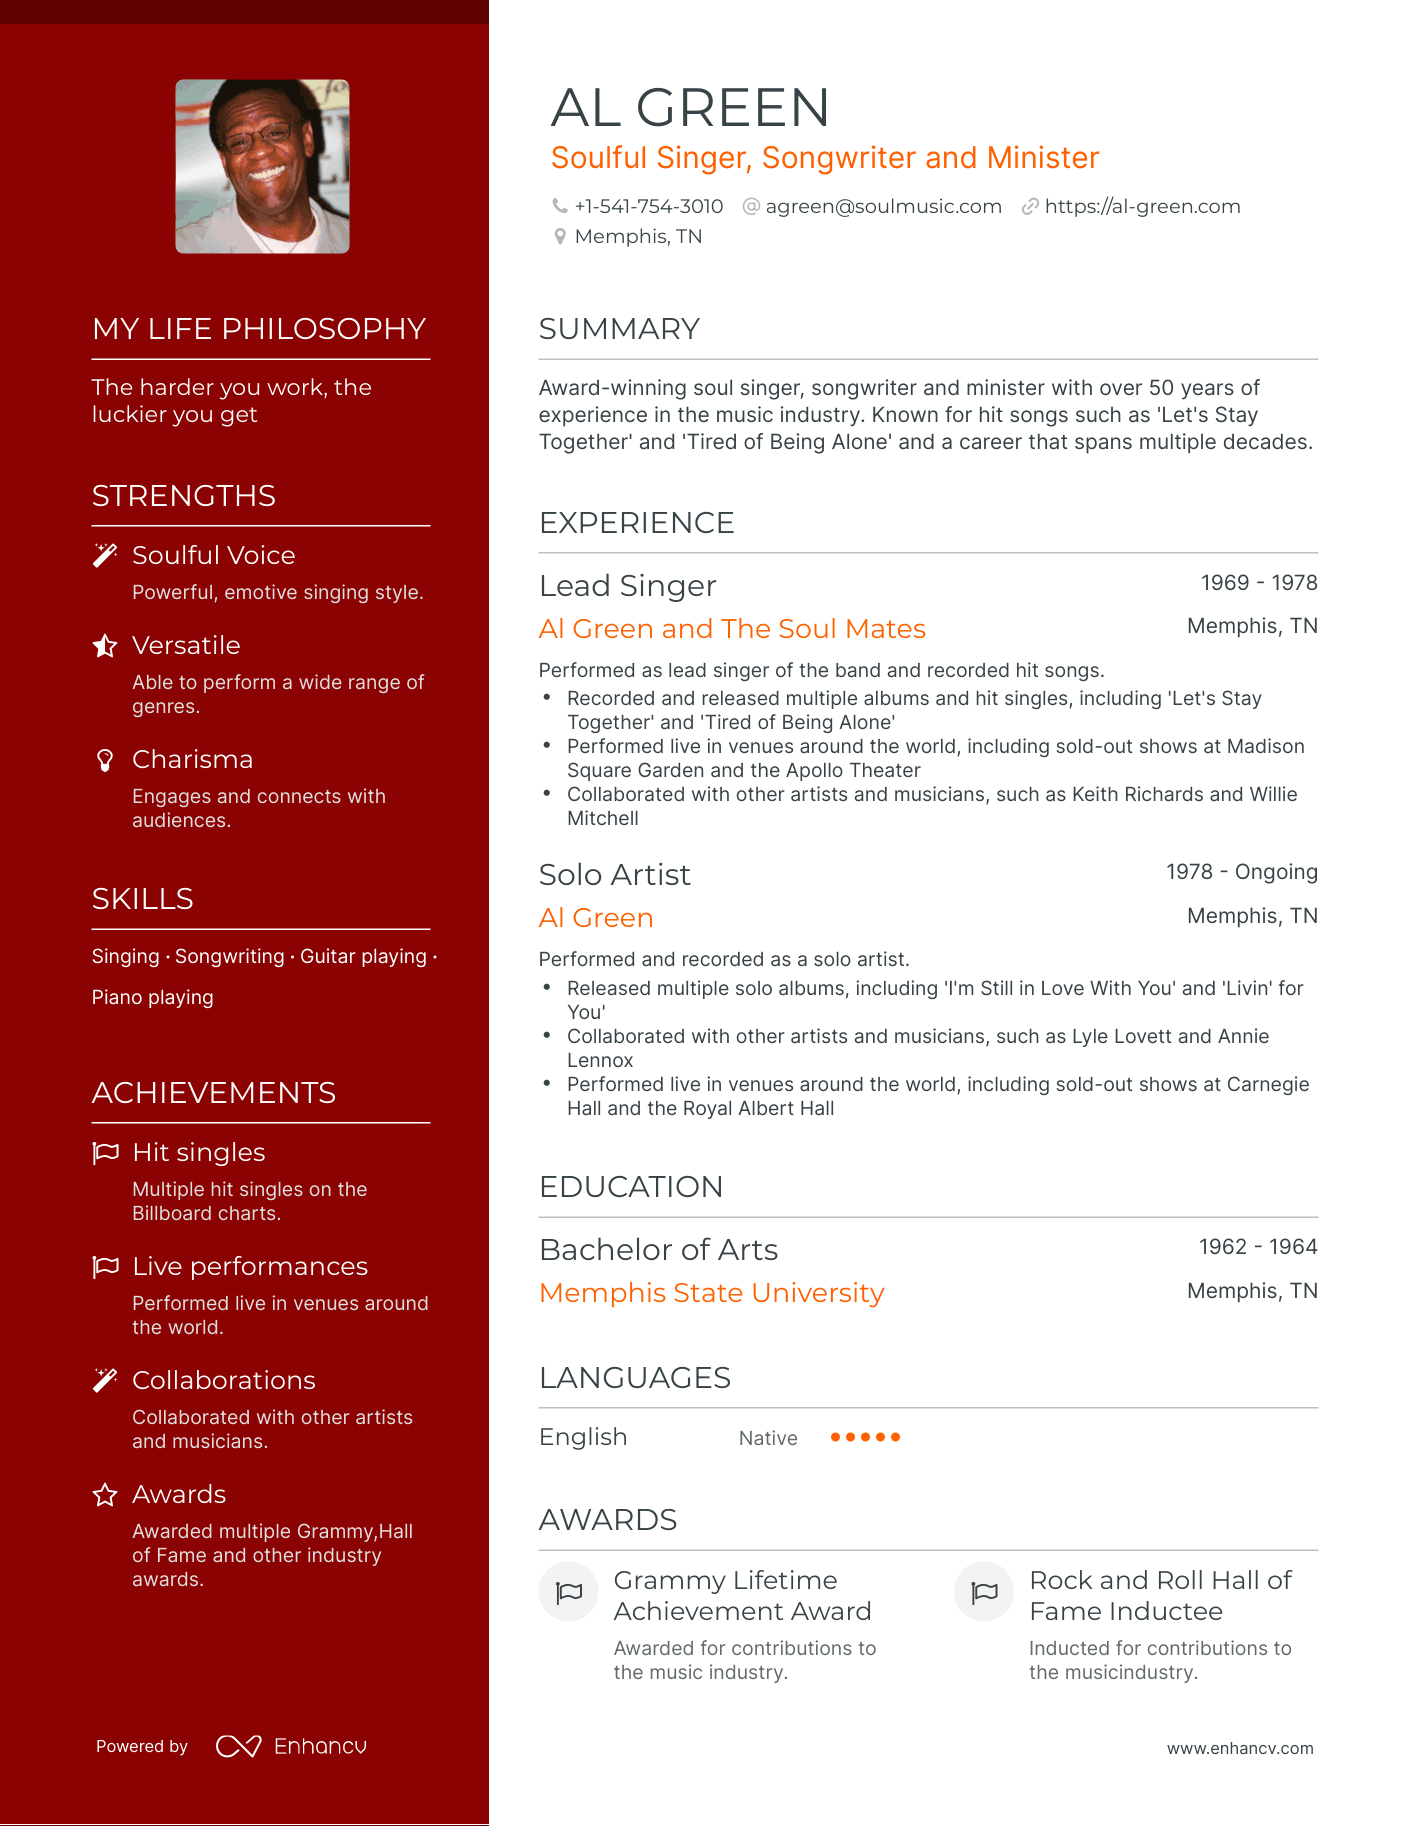 MY LIFE PHILOSOPHY
The harder you work, the
luckier you get
STRENGTHS
Soulful Voice
Powerful, emotive singing style.
Versatile
Able to perform a wide range of
genres.
Charisma
Engages and connects with
audiences.
SKILLS
Singing · Songwriting · Guitar playing ·
Piano playing
ACHIEVEMENTS
Hit singles
Multiple hit singles on the
Billboard charts.
Live performances
Performed live in venues around
the world.
Collaborations
Collaborated with other artists
and musicians.
Awards
Awarded multiple Grammy,Hall
of Fame and other industry
awards.
Powered by Enhancv
AL GREEN
Soulful Singer, Songwriter and Minister
+1-541-754-3010 @ agreen@soulmusic.com https://al-green.com
Memphis, TN
SUMMARY
Award-winning soul singer, songwriter and minister with over 50 years of
experience in the music industry. Known for hit songs such as 'Let's Stay
Together' and 'Tired of Being Alone' and a career that spans multiple decades.
EXPERIENCE
Lead Singer 1969 - 1978
Al Green and The Soul Mates Memphis, TN
Performed as lead singer of the band and recorded hit songs.
• Recorded and released multiple albums and hit singles, including 'Let's Stay
Together' and 'Tired of Being Alone'
• Performed live in venues around the world, including sold-out shows at Madison
Square Garden and the Apollo Theater
• Collaborated with other artists and musicians, such as Keith Richards and Willie
Mitchell
Solo Artist 1978 - Ongoing
Al Green Memphis, TN
Performed and recorded as a solo artist.
• Released multiple solo albums, including 'I'm Still in Love With You' and 'Livin' for
You'
• Collaborated with other artists and musicians, such as Lyle Lovett and Annie
Lennox
• Performed live in venues around the world, including sold-out shows at Carnegie
Hall and the Royal Albert Hall
EDUCATION
Bachelor of Arts 1962 - 1964
Memphis State University Memphis, TN
LANGUAGES
English Native
AWARDS
Grammy Lifetime
Achievement Award
Awarded for contributions to
the music industry.
Rock and Roll Hall of
Fame Inductee
Inducted for contributions to
the musicindustry.
www.enhancv.com